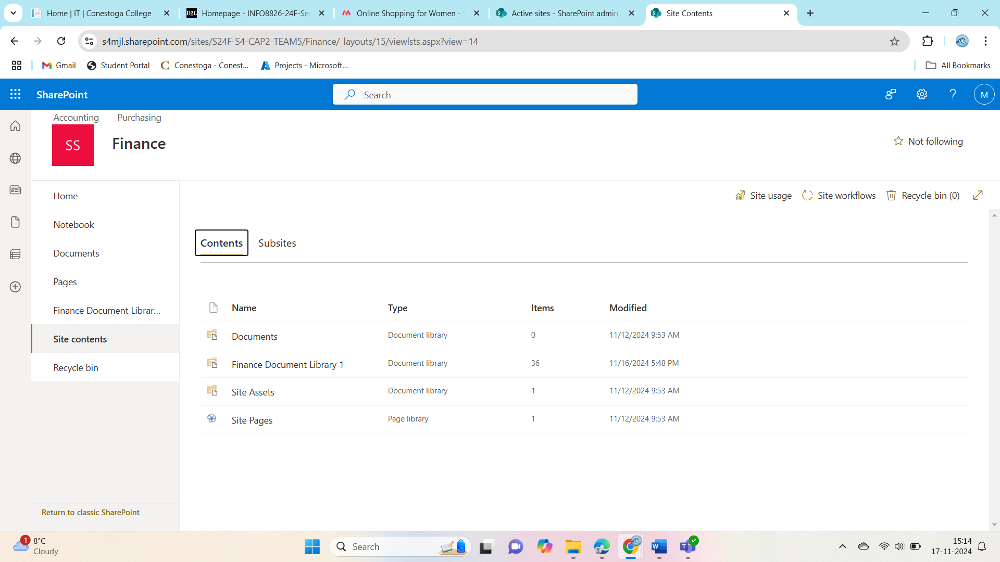 Home | IT | Conestoga College
D2L Homepage - INFO8826-24F-Sec
Online Shopping for Women - S
Active sites - SharePoint admin
Site Contents
s4mjl.sharepoint.com/sites/S24F-S4-CAP2-TEAM5/Finance/_layouts/15/viewlsts.aspx?view=14
Gmail
Student Portal
Conestoga - Conest...
Projects - Microsoft...
All Bookmarks
SharePoint
Search
M
Accounting
Purchasing
SS
Finance
Not following
Home
Notebook
Documents
Pages
Finance Document Librar...
Site contents
Recycle bin
Return to classic SharePoint
Site usage
Site workflows
Recycle bin (0)
Contents
Subsites
Name Type Items Modified
Documents Document library 0 11/12/2024 9:53 AM
Finance Document Library 1 Document library 36 11/16/2024 5:48 PM
Site Assets Document library 1 11/12/2024 9:53 AM
Site Pages Page library 1 11/12/2024 9:53 AM
1
8°C
Cloudy
Search
15:14
17-11-2024